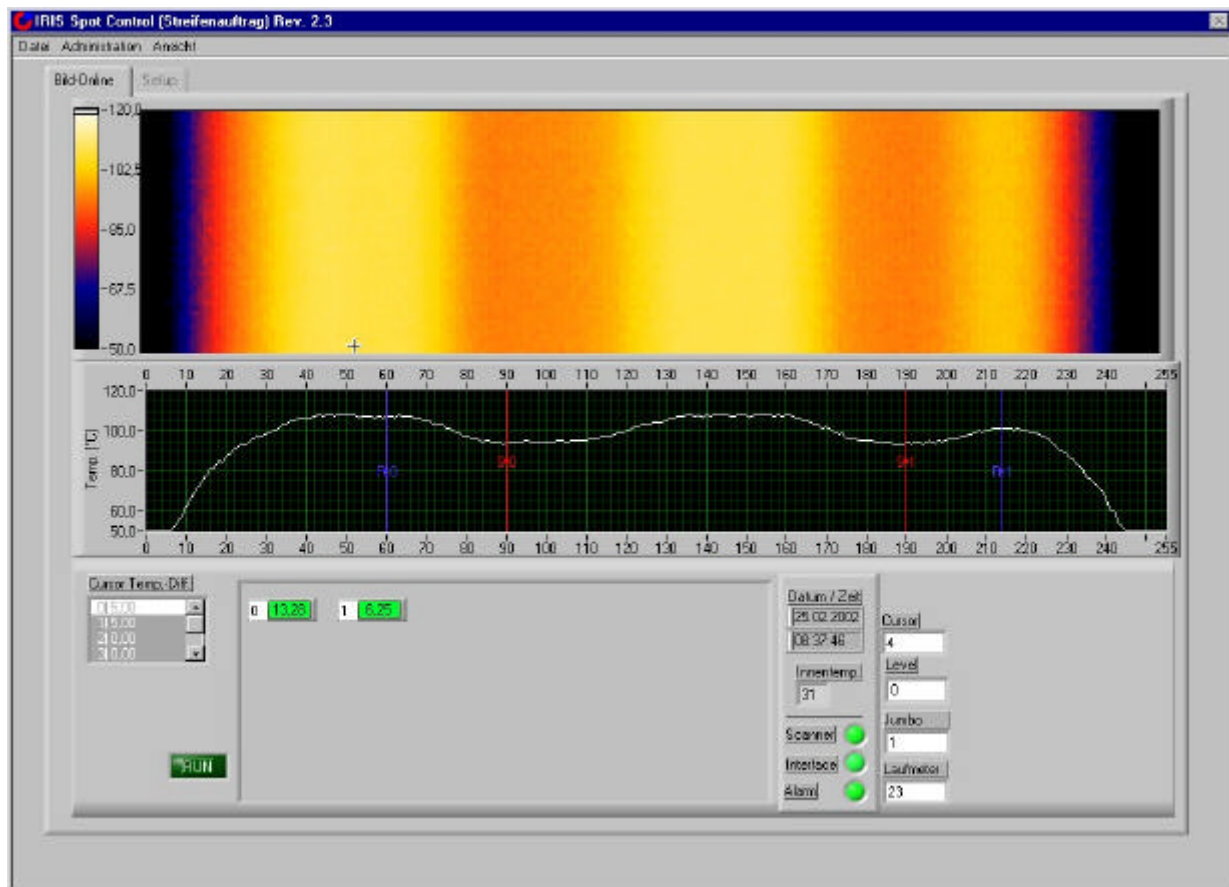 IRIS Spot Control (Streifenauftrag) Rev. 2.3
Datei Administration Ansicht
Bild-Online Setup
120,0
102,5
85,0
67,5
50,0
0 10 20 30 40 50 60 70 80 90 100 110 120 130 140 150 160 170 180 190 200 210 220 230 240 255
120.0
100.0
80.0
60.0
50.0
Temp. [°C]
0 10 20 30 40 50 60 70 80 90 100 110 120 130 140 150 160 170 180 190 200 210 220 230 240 255
Cursor Temp.-Diff.
0 13,28 1 6,25
RUN
Datum / Zeit
25.02.2002
08:37:46
Innentemp.
31
Scanner
Interface
Alarm
Cursor
4
Level
0
Jumbo
1
Laufmeter
23